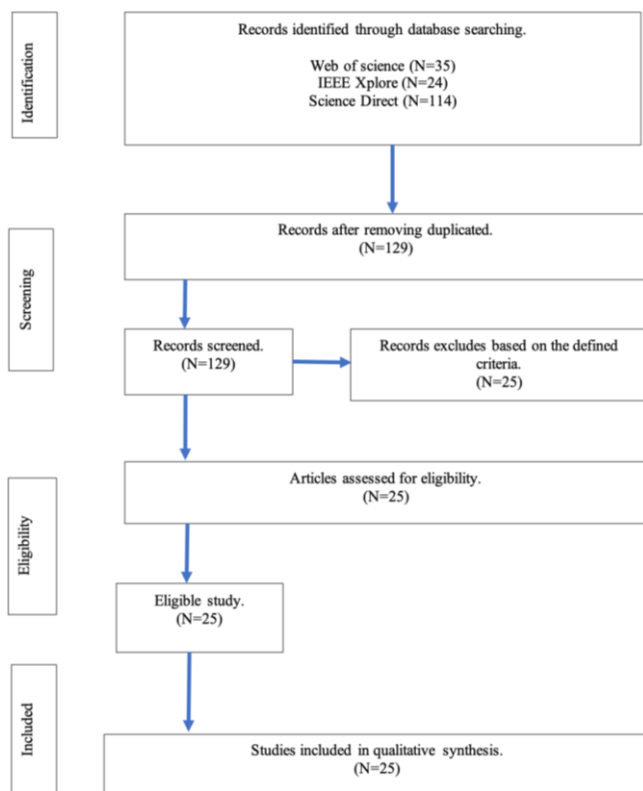 Identification
Records identified through database searching.
Web of science (N=35)
IEEE Xplore (N=24)
Science Direct (N=114)
Screening
Records after removing duplicated.
(N=129)
Records screened.
(N=129)
Records excludes based on the defined
criteria.
(N=25)
Eligibility
Articles assessed for eligibility.
(N=25)
Eligible study.
(N=25)
Included
Studies included in qualitative synthesis.
(N=25)